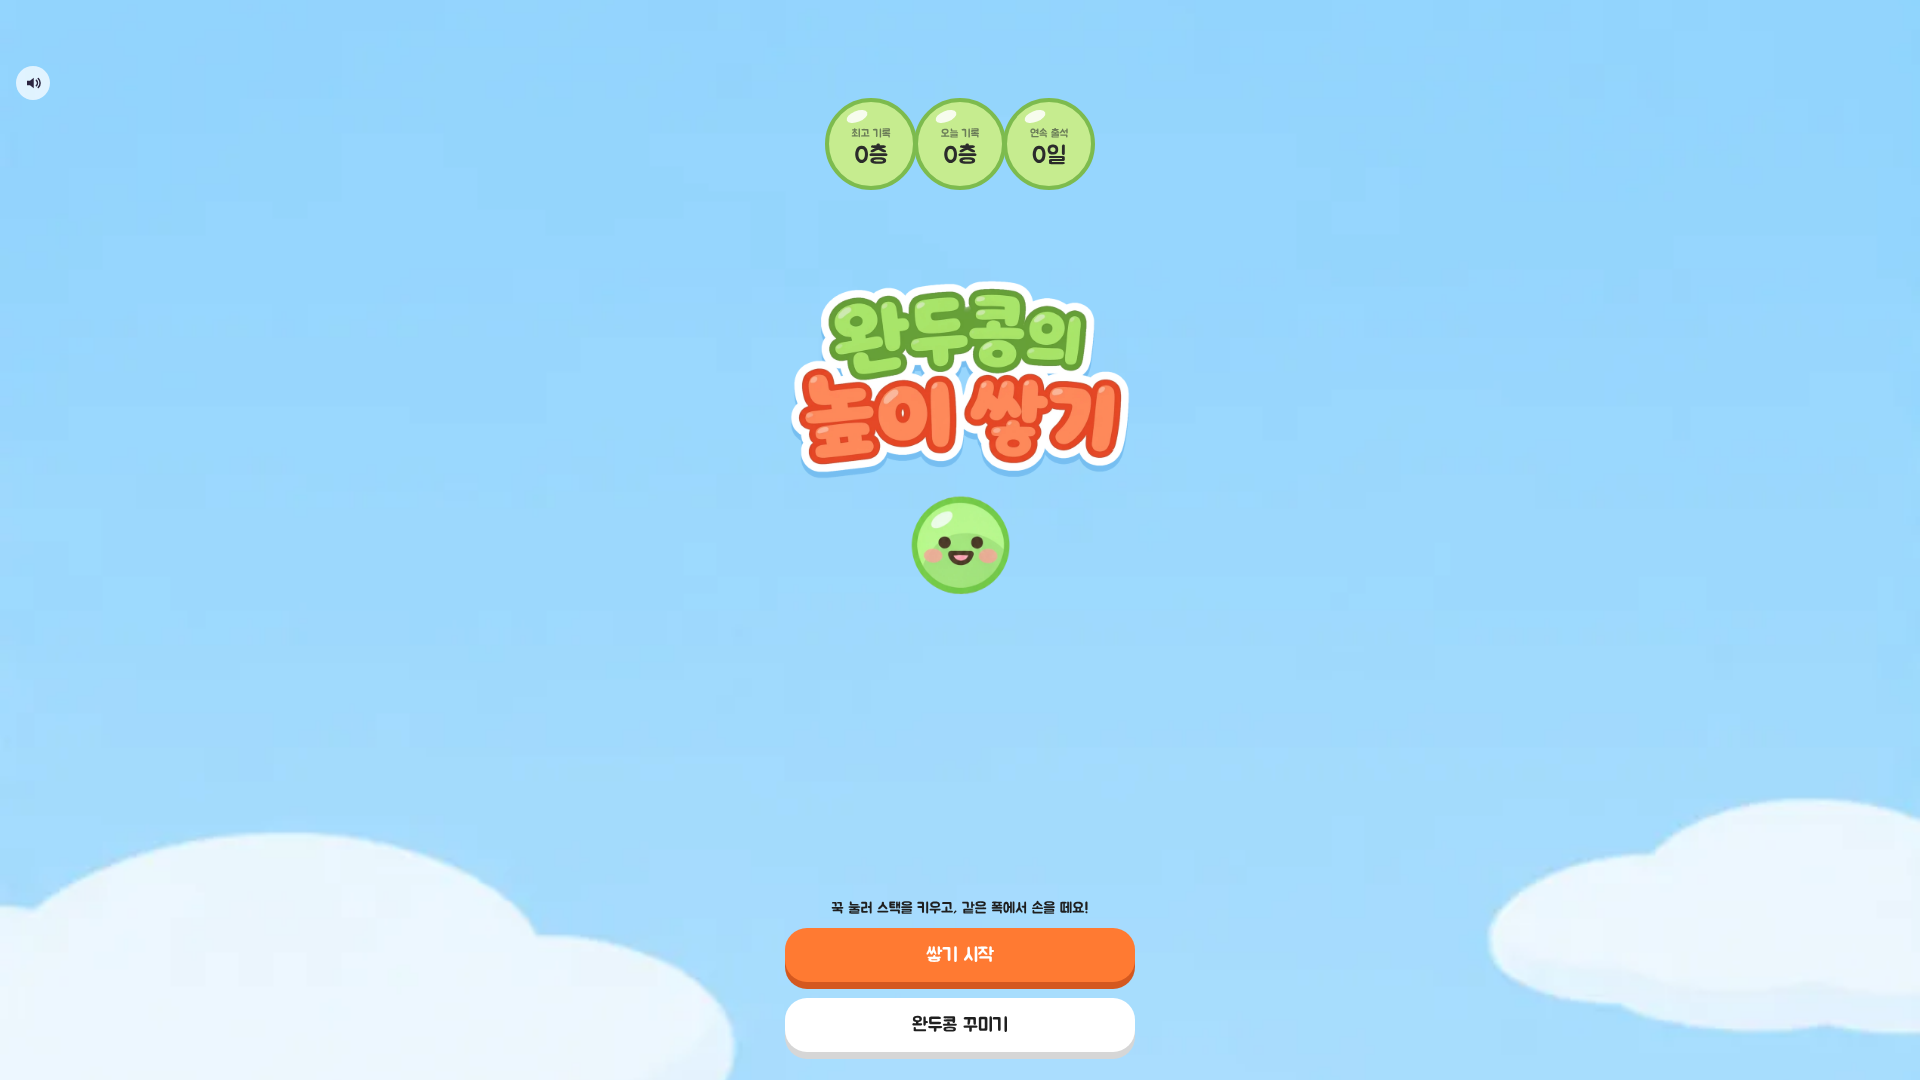 최고 기록
0층
오늘 기록
0층
연속 출석
0일
완두콩의
높이 쌓기
꾹 눌러 스택을 키우고, 같은 폭에서 손을 떼요!
쌓기 시작
완두콩 꾸미기